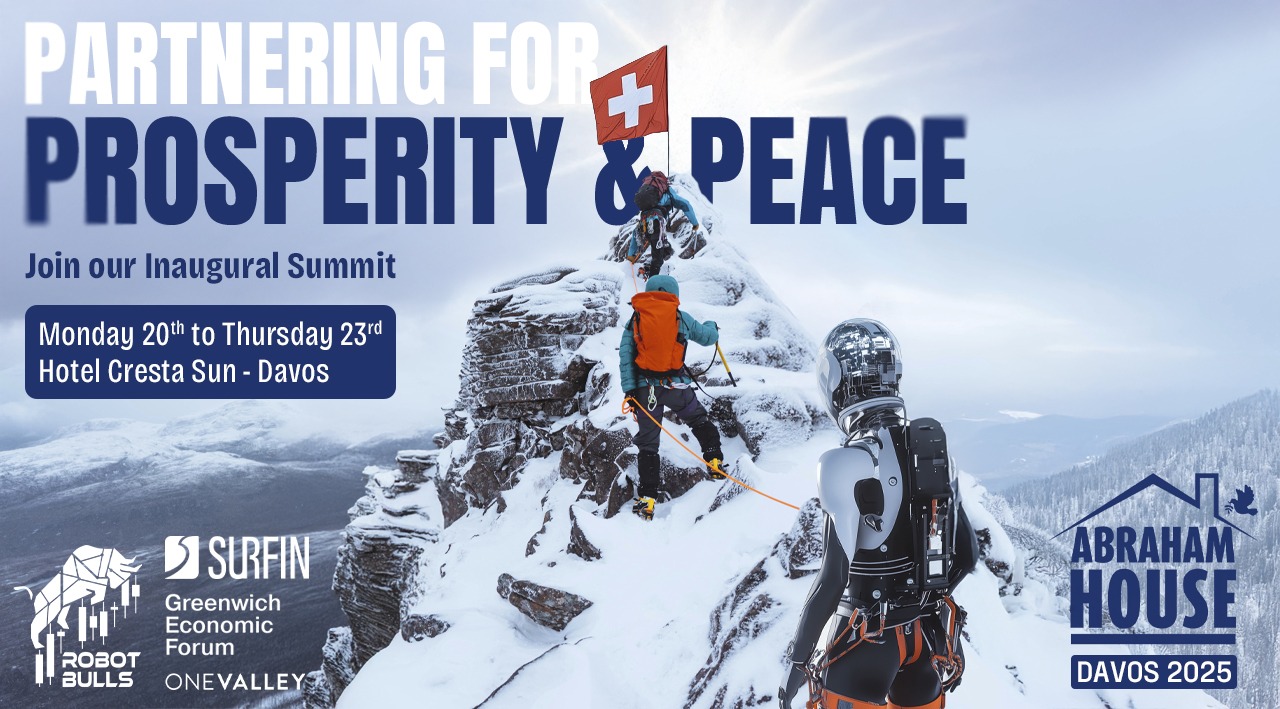 PARTNERING FOR
PROSPERITY & PEACE
Join our Inaugural Summit
Monday 20th to Thursday 23rd
Hotel Cresta Sun - Davos
ROBOT
BULLS
SURFIN
Greenwich
Economic
Forum
ONEVALLEY
ABRAHAM
HOUSE
DAVOS 2025